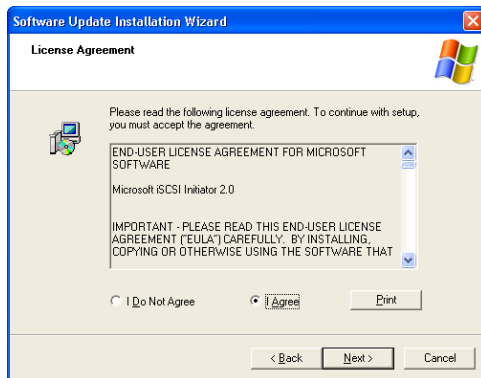 Software Update Installation Wizard
License Agreement
Please read the following license agreement. To continue with setup,
you must accept the agreement.
END-USER LICENSE AGREEMENT FOR MICROSOFT
SOFTWARE
Microsoft iSCSI Initiator 2.0
IMPORTANT - PLEASE READ THIS END-USER LICENSE
AGREEMENT ("EULA") CAREFULLY. BY INSTALLING,
COPYING OR OTHERWISE USING THE SOFTWARE THAT
I Do Not Agree I Agree Print
< Back Next > Cancel